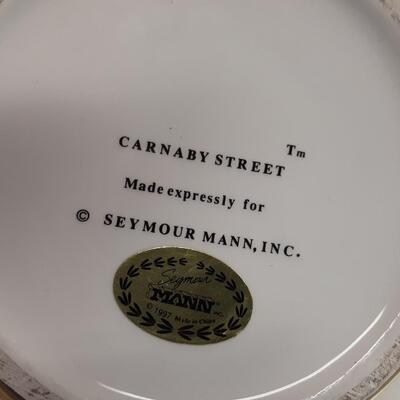 CARNABY STREET Tm
Made expressly for
© SEYMOUR MANN, INC.
Seymour
MANN INC.
© 1997 Made in China